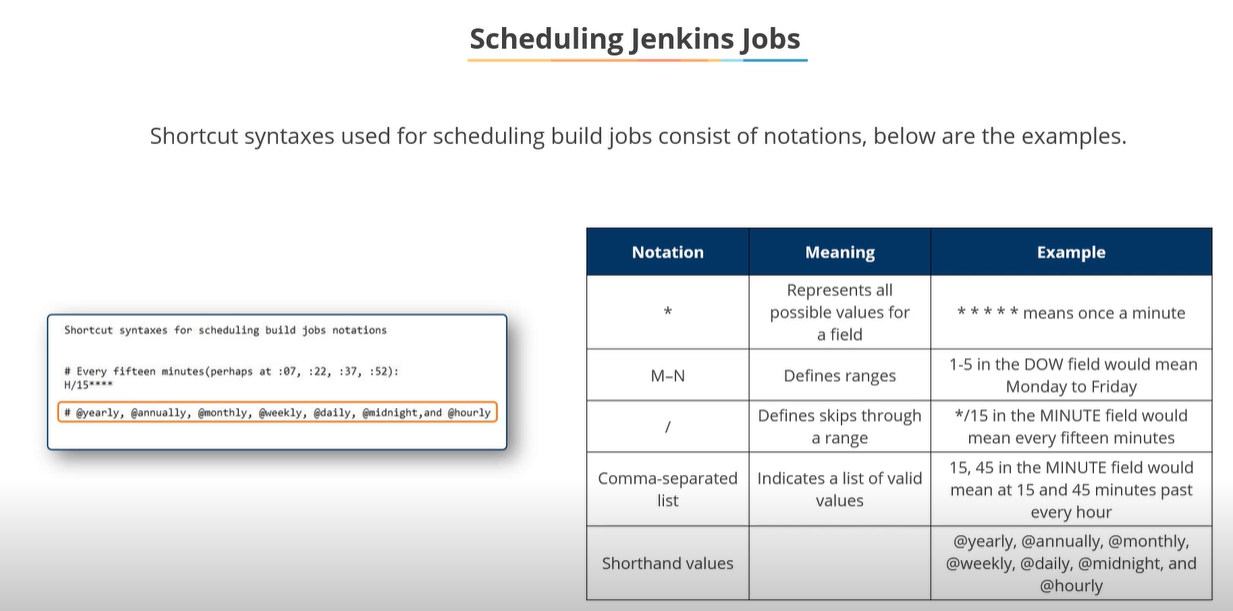 Scheduling Jenkins Jobs
Shortcut syntaxes used for scheduling build jobs consist of notations, below are the examples.
Shortcut syntaxes for scheduling build jobs notations
# Every fifteen minutes(perhaps at :07, :22, :37, :52):
H/15****
# @yearly, @annually, @monthly, @weekly, @daily, @midnight,and @hourly
Notation Meaning Example
*
Represents all
possible values for
a field
* * * * * means once a minute
M–N
Defines ranges
1-5 in the DOW field would mean
Monday to Friday
/
Defines skips through
a range
*/15 in the MINUTE field would
mean every fifteen minutes
Comma-separated
list
Indicates a list of valid
values
15, 45 in the MINUTE field would
mean at 15 and 45 minutes past
every hour
Shorthand values
@yearly, @annually, @monthly,
@weekly, @daily, @midnight, and
@hourly